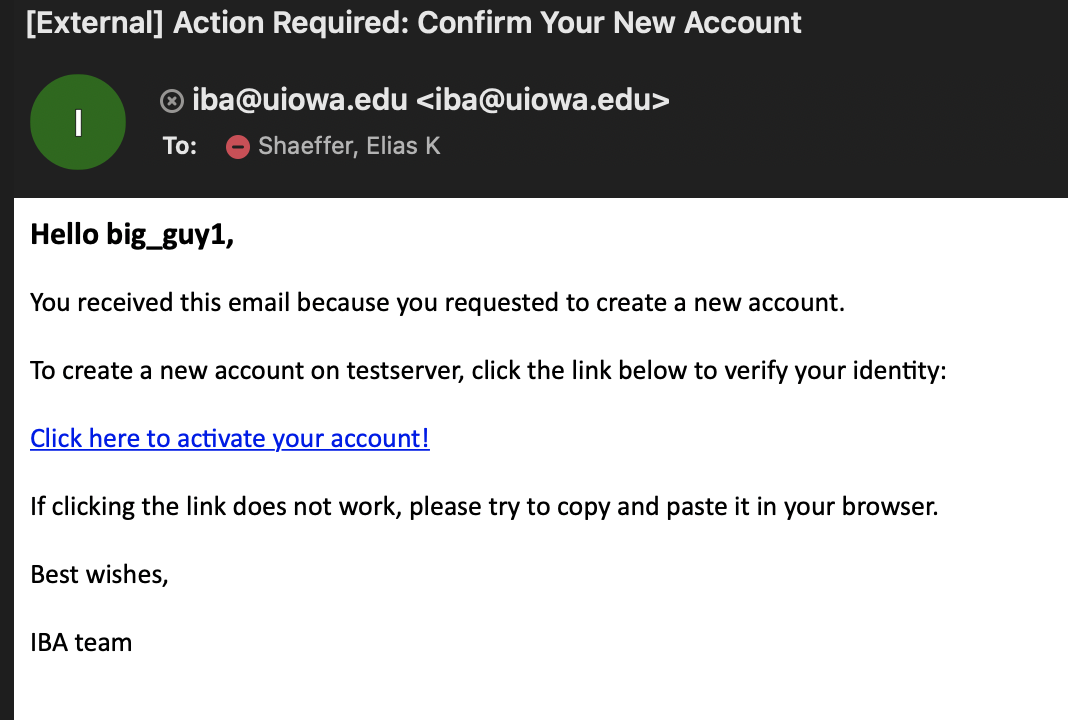 [External] Action Required: Confirm Your New Account
I
iba@uiowa.edu <iba@uiowa.edu>
To: Shaeffer, Elias K
Hello big_guy1,
You received this email because you requested to create a new account.
To create a new account on testserver, click the link below to verify your identity:
Click here to activate your account!
If clicking the link does not work, please try to copy and paste it in your browser.
Best wishes,
IBA team